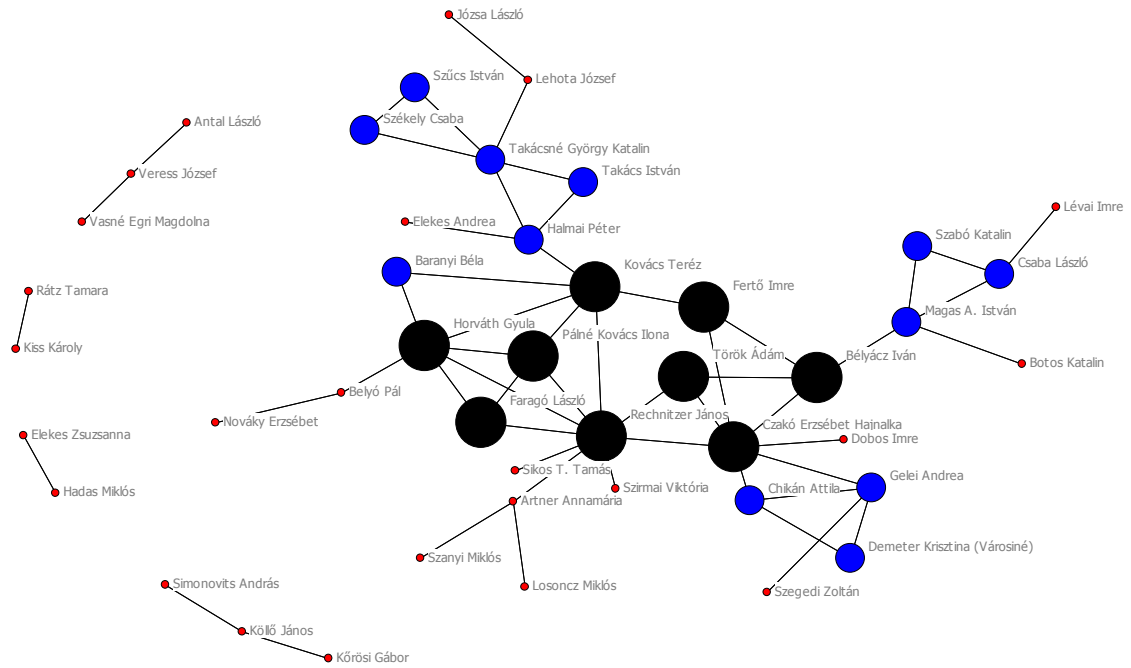 Józsa László
Szűcs István
Lehota József
Székely Csaba
Antal László
Takácsné György Katalin
Takács István
Veress József
Lévai Imre
Vasné Egri Magdolna
Elekes Andrea
Halmai Péter
Szabó Katalin
Baranyi Béla
Kovács Teréz
Csaba László
Fertő Imre
Rátz Tamara
Magas A. István
Horváth Gyula
Pálné Kovács Ilona
Kiss Károly
Török Ádám
Bélyácz Iván
Botos Katalin
Belyó Pál
Faragó László
Rechnitzer János
Nováky Erzsébet
Czakó Erzsébet Hajnalka
Elekes Zsuzsanna
Dobos Imre
Sikos T. Tamás
Gelei Andrea
Hadas Miklós
Szirmai Viktória
Chikán Attila
Artner Annamária
Demeter Krisztina (Városiné)
Szanyi Miklós
Simonovits András
Losoncz Miklós
Szegedi Zoltán
Köllő János
Kőrösi Gábor